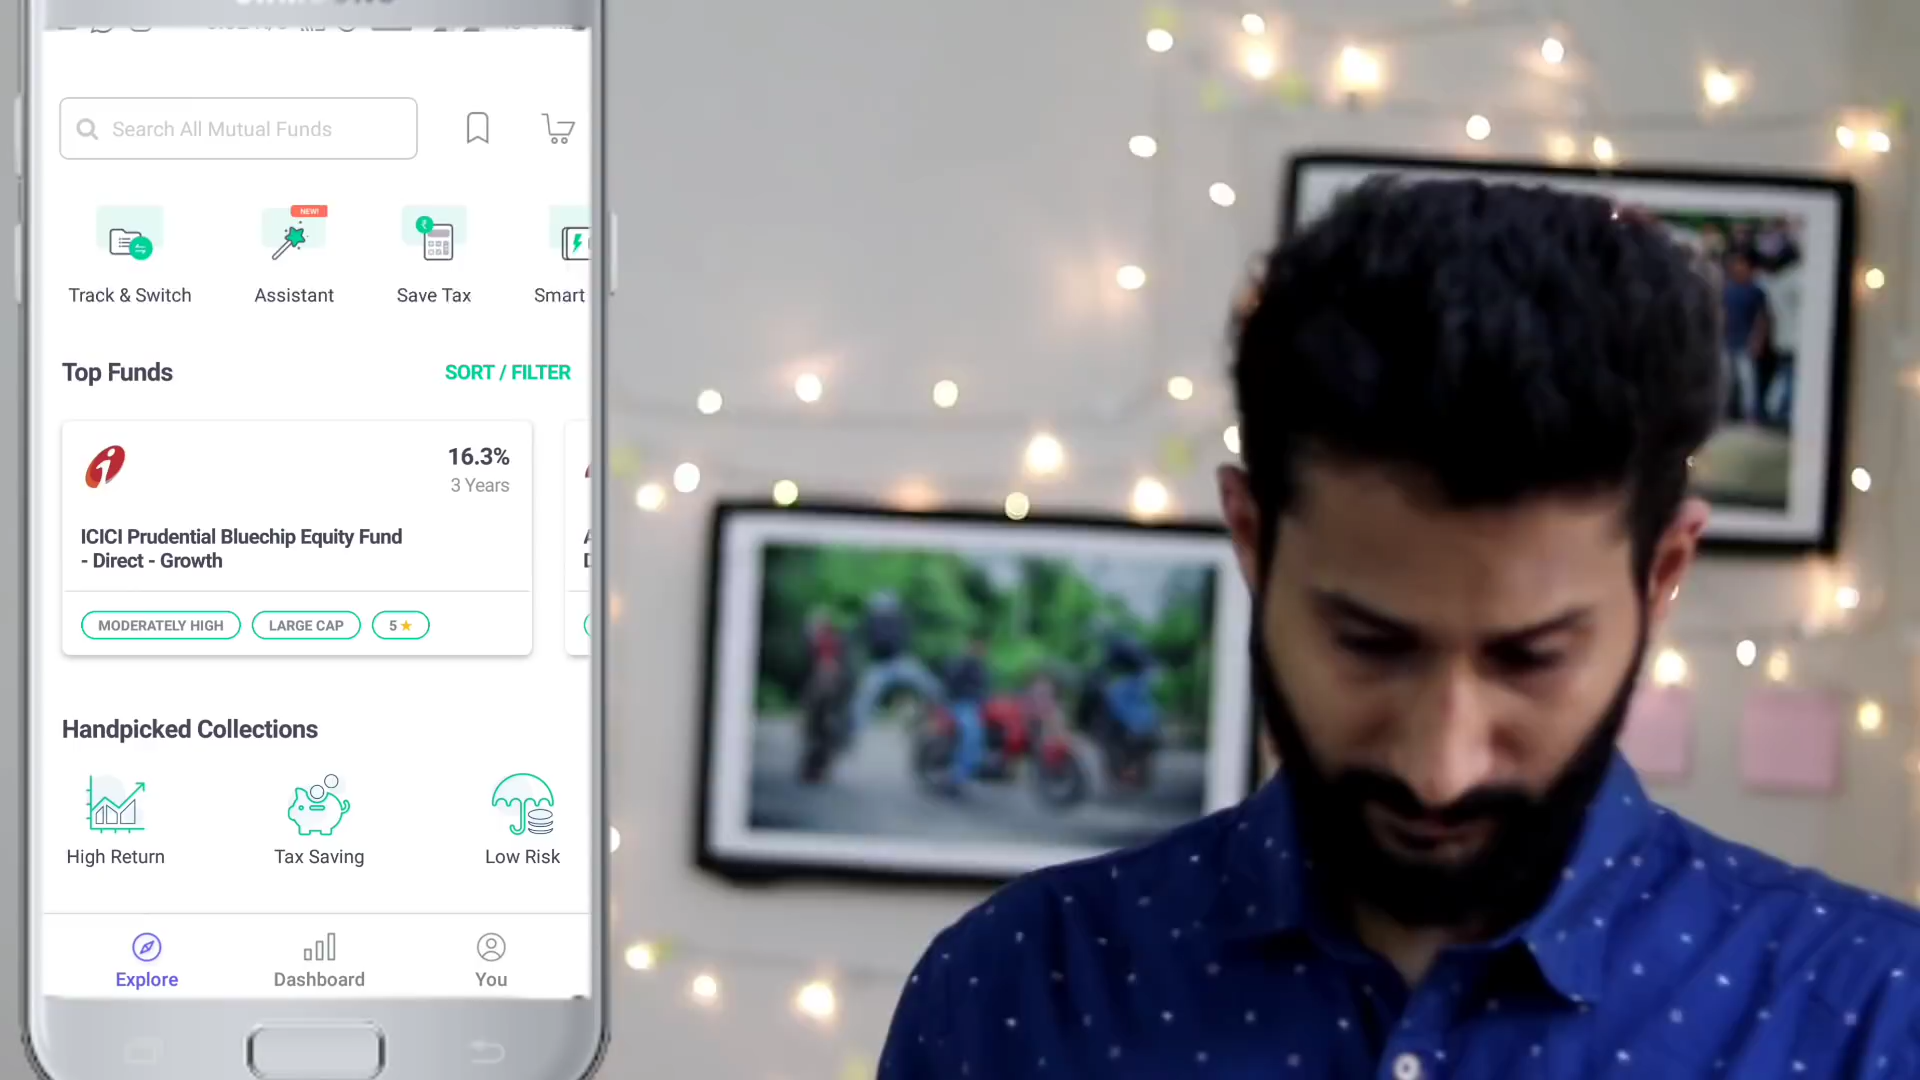 Search All Mutual Funds
NEW!
Track & Switch
Assistant
Save Tax
Smart
Top Funds
SORT / FILTER
16.3%
3 Years
ICICI Prudential Bluechip Equity Fund
- Direct - Growth
MODERATELY HIGH
LARGE CAP
5★
Handpicked Collections
High Return
Tax Saving
Low Risk
Explore
Dashboard
You